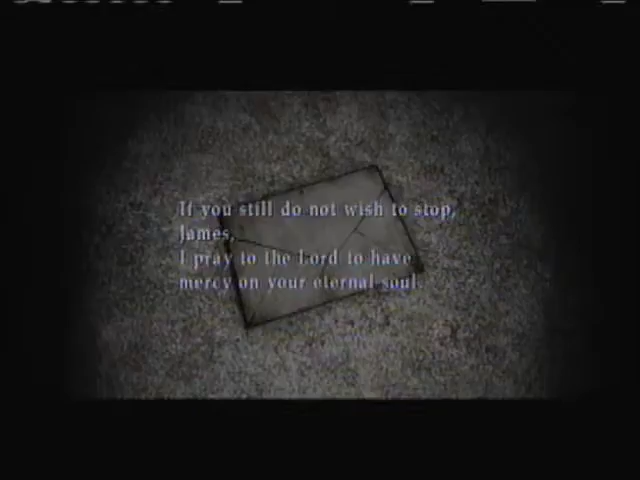 If you still do not wish to stop,
James,
I pray to the Lord to have
mercy on your eternal soul.